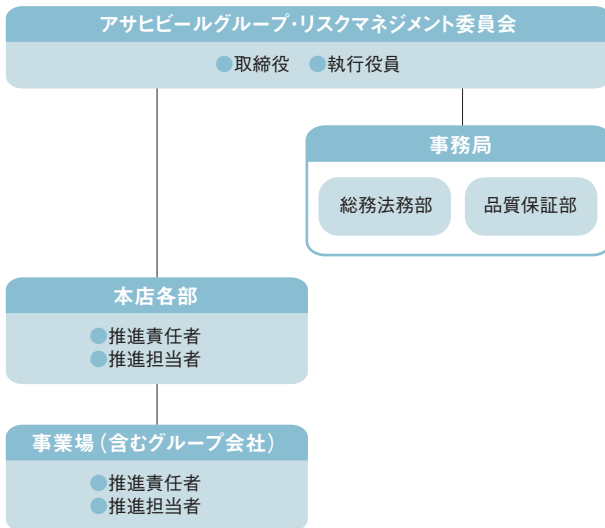 アサヒビールグループ・リスクマネジメント委員会
●取締役 ●執行役員
事務局
総務法務部 品質保証部
本店各部
●推進責任者
●推進担当者
事業場（含むグループ会社）
●推進責任者
●推進担当者